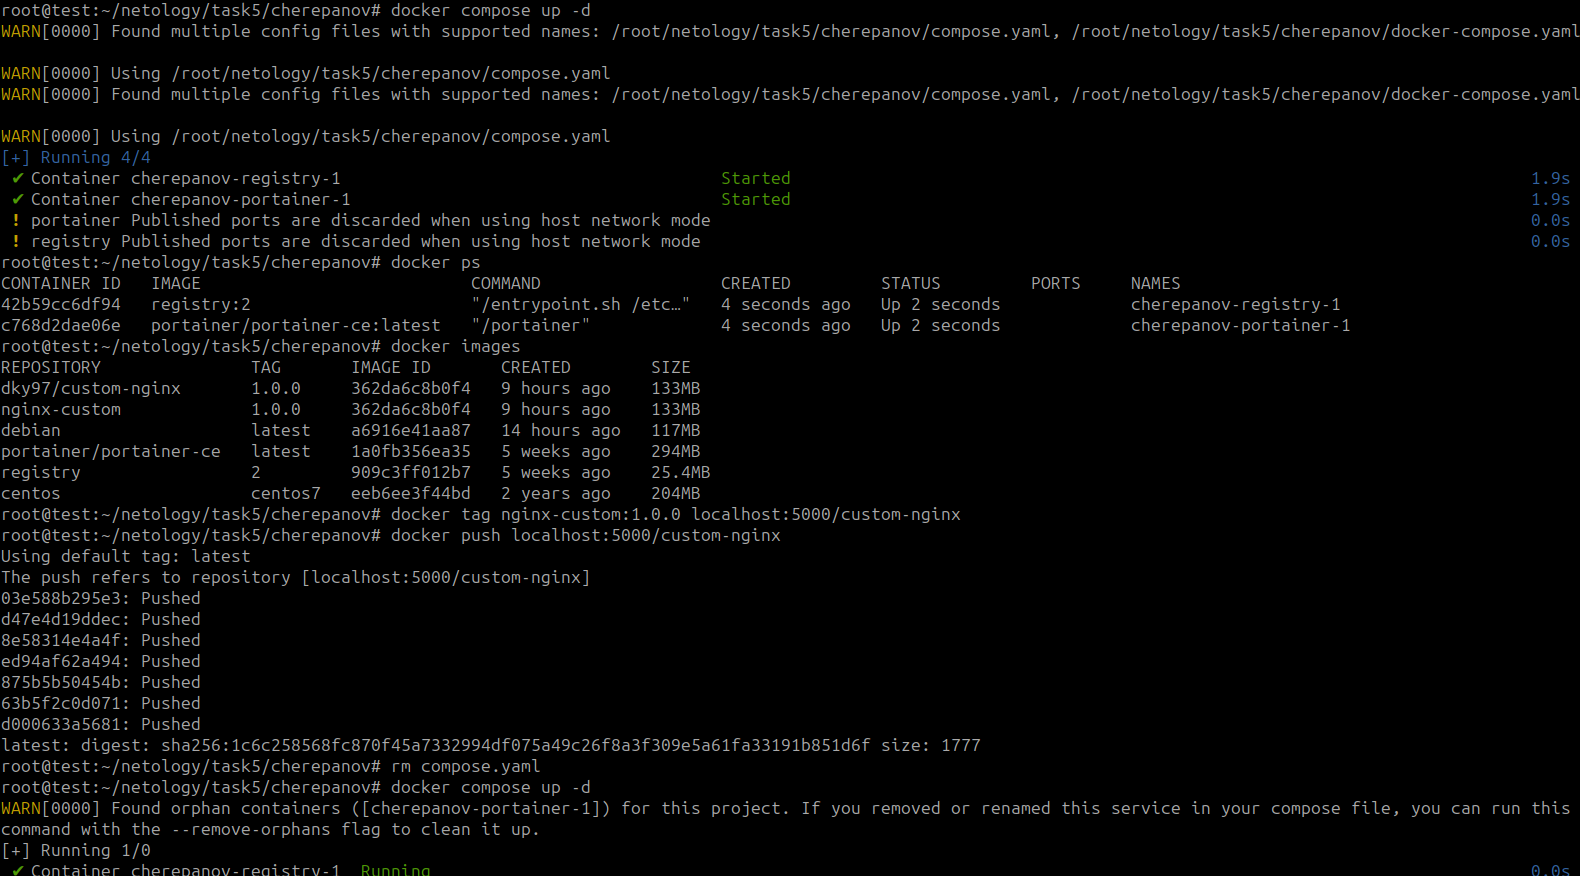 root@test:~/netology/task5/cherepanov# docker compose up -d
WARN[0000] Found multiple config files with supported names: /root/netology/task5/cherepanov/compose.yaml, /root/netology/task5/cherepanov/docker-compose.yaml
WARN[0000] Using /root/netology/task5/cherepanov/compose.yaml
WARN[0000] Found multiple config files with supported names: /root/netology/task5/cherepanov/compose.yaml, /root/netology/task5/cherepanov/docker-compose.yaml
WARN[0000] Using /root/netology/task5/cherepanov/compose.yaml
[+] Running 4/4
✔ Container cherepanov-registry-1 Started 1.9s
✔ Container cherepanov-portainer-1 Started 1.9s
! portainer Published ports are discarded when using host network mode 0.0s
! registry Published ports are discarded when using host network mode 0.0s
root@test:~/netology/task5/cherepanov# docker ps
CONTAINER ID IMAGE COMMAND CREATED STATUS PORTS NAMES
42b59cc6df94 registry:2 "/entrypoint.sh /etc…" 4 seconds ago Up 2 seconds cherepanov-registry-1
c768d2dae06e portainer/portainer-ce:latest "/portainer" 4 seconds ago Up 2 seconds cherepanov-portainer-1
root@test:~/netology/task5/cherepanov# docker images
REPOSITORY TAG IMAGE ID CREATED SIZE
dky97/custom-nginx 1.0.0 362da6c8b0f4 9 hours ago 133MB
nginx-custom 1.0.0 362da6c8b0f4 9 hours ago 133MB
debian latest a6916e41aa87 14 hours ago 117MB
portainer/portainer-ce latest 1a0fb356ea35 5 weeks ago 294MB
registry 2 909c3ff012b7 5 weeks ago 25.4MB
centos centos7 eeb6ee3f44bd 2 years ago 204MB
root@test:~/netology/task5/cherepanov# docker tag nginx-custom:1.0.0 localhost:5000/custom-nginx
root@test:~/netology/task5/cherepanov# docker push localhost:5000/custom-nginx
Using default tag: latest
The push refers to repository [localhost:5000/custom-nginx]
03e588b295e3: Pushed
d47e4d19ddec: Pushed
8e58314e4a4f: Pushed
ed94af62a494: Pushed
875b5b50454b: Pushed
63b5f2c0d071: Pushed
d000633a5681: Pushed
latest: digest: sha256:1c6c258568fc870f45a7332994df075a49c26f8a3f309e5a61fa33191b851d6f size: 1777
root@test:~/netology/task5/cherepanov# rm compose.yaml
root@test:~/netology/task5/cherepanov# docker compose up -d
WARN[0000] Found orphan containers ([cherepanov-portainer-1]) for this project. If you removed or renamed this service in your compose file, you can run this
command with the --remove-orphans flag to clean it up.
[+] Running 1/0
✔ Container cherepanov-registry-1 Running 0.0s